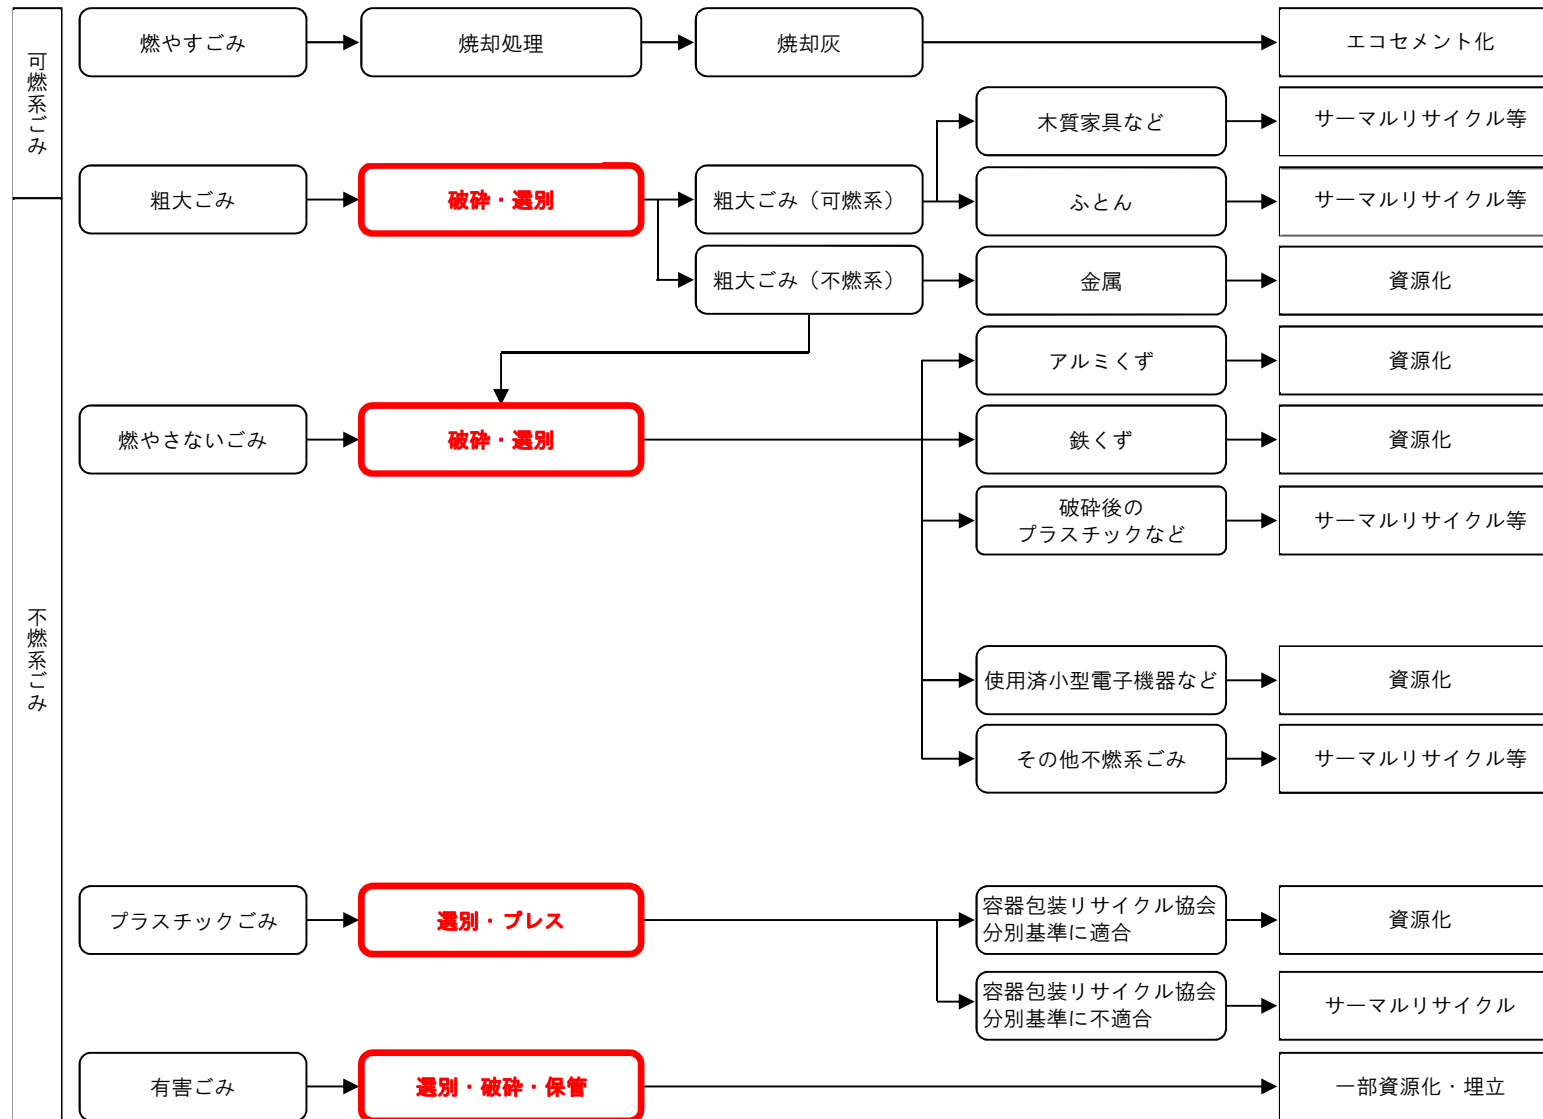 可燃系ごみ
燃やすごみ
焼却処理
焼却灰
エコセメント化
木質家具など
サーマルリサイクル等
粗大ごみ
破砕・選別
粗大ごみ（可燃系）
ふとん
サーマルリサイクル等
粗大ごみ（不燃系）
金属
資源化
不燃系ごみ
アルミくず
資源化
燃やさないごみ
破砕・選別
鉄くず
資源化
破砕後の
プラスチックなど
サーマルリサイクル等
使用済小型電子機器など
資源化
その他不燃系ごみ
サーマルリサイクル等
プラスチックごみ
選別・プレス
容器包装リサイクル協会
分別基準に適合
資源化
容器包装リサイクル協会
分別基準に不適合
サーマルリサイクル
有害ごみ
選別・破砕・保管
一部資源化・埋立